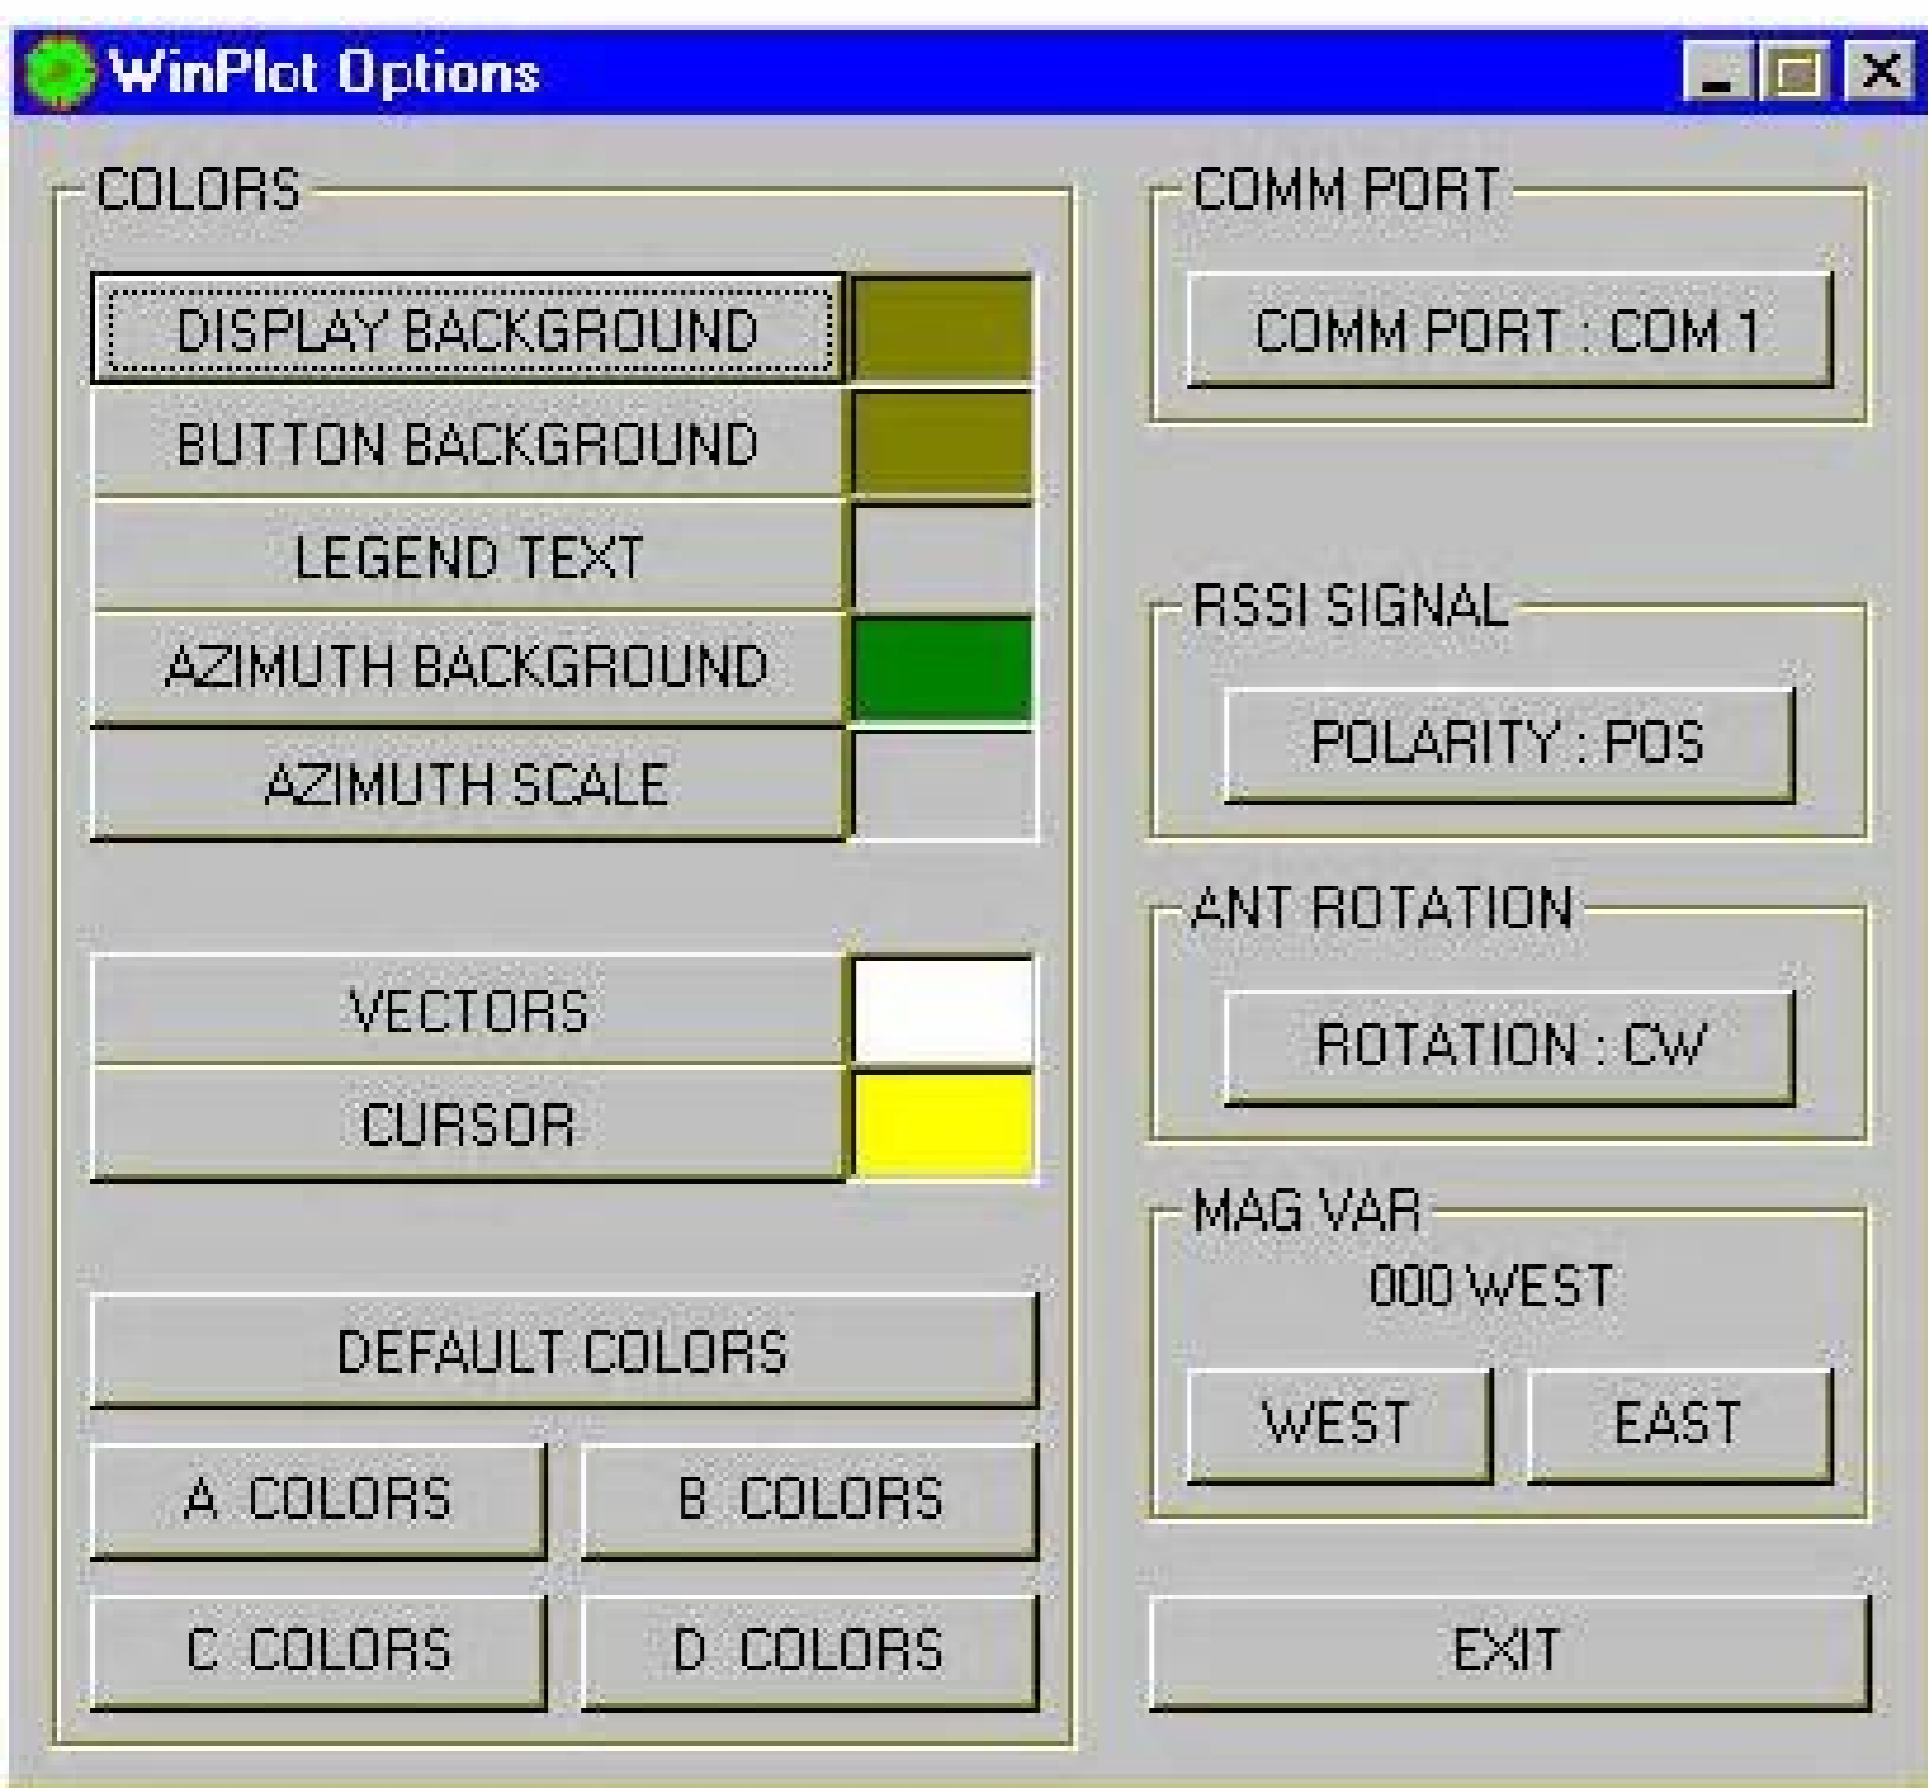 WinPlot Options
COLORS
DISPLAY BACKGROUND
BUTTON BACKGROUND
LEGEND TEXT
AZIMUTH BACKGROUND
AZIMUTH SCALE
VECTORS
CURSOR
DEFAULT COLORS
A COLORS
B COLORS
C COLORS
D COLORS
COMM PORT
COMM PORT : COM 1
RSSI SIGNAL
POLARITY : POS
ANT ROTATION
ROTATION : CW
MAG VAR
000 WEST
WEST
EAST
EXIT